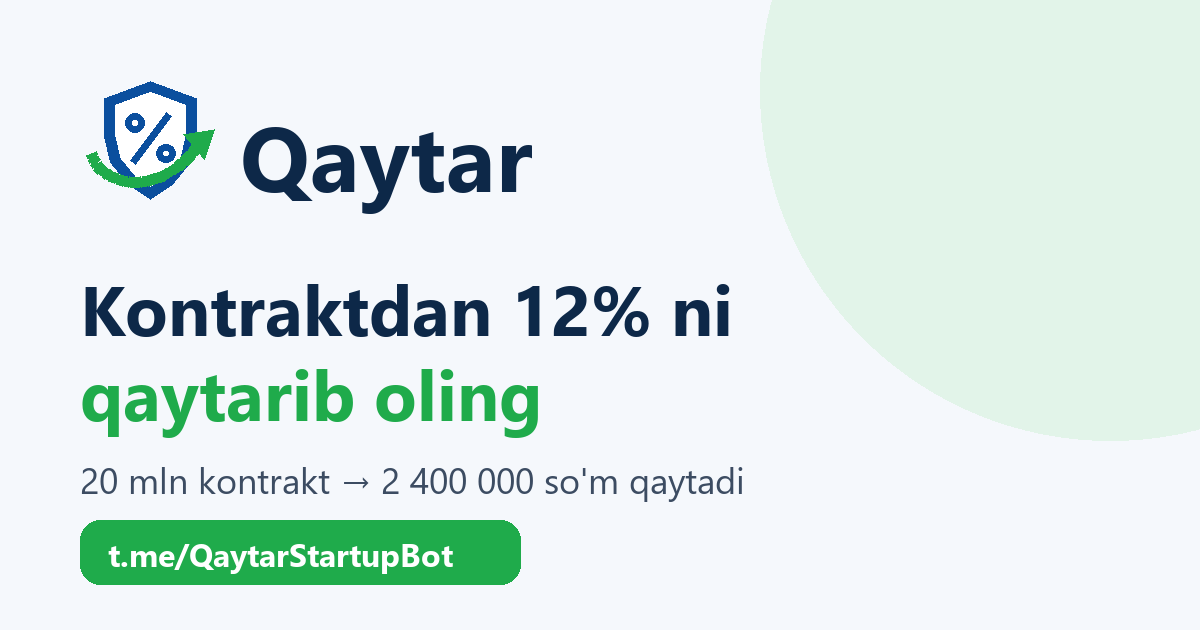 Qaytar
Kontraktdan 12% ni
qaytarib oling
20 mln kontrakt → 2 400 000 so'm qaytadi
t.me/QaytarStartupBot